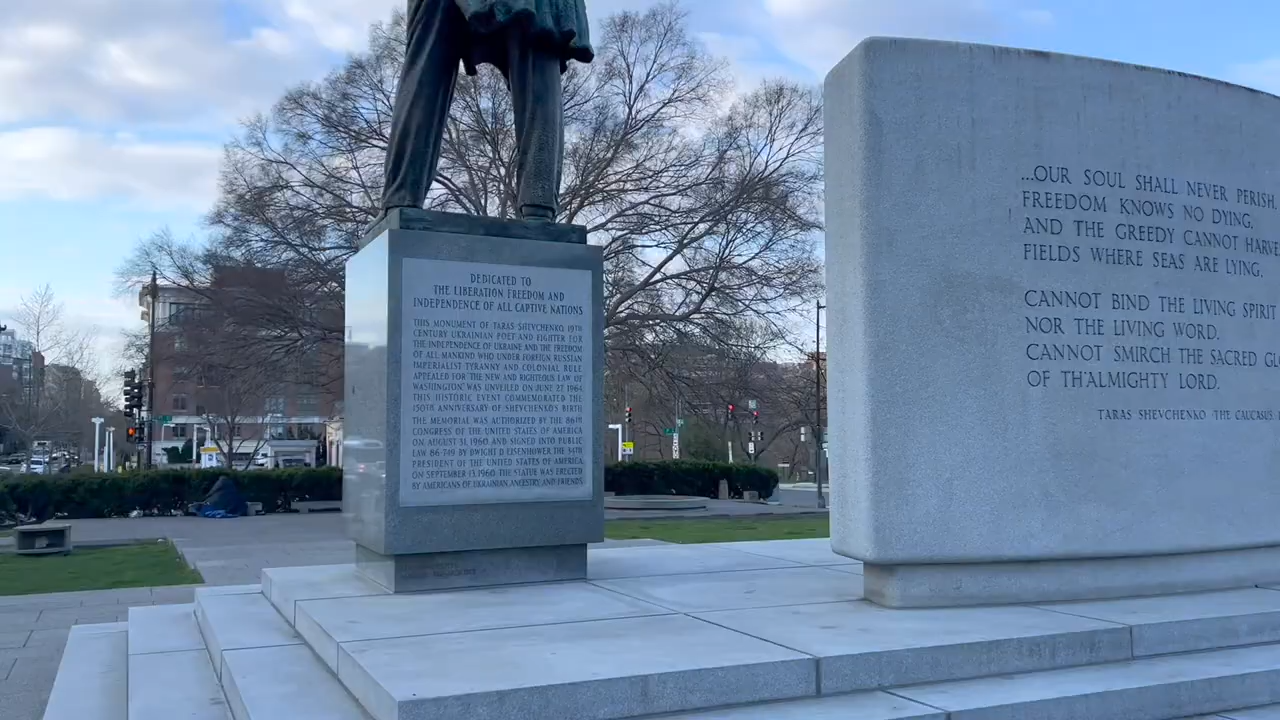 DEDICATED TO
THE LIBERATION FREEDOM AND
INDEPENDENCE OF ALL CAPTIVE NATIONS
THIS MONUMENT OF TARAS SHEVCHENKO, 19TH
CENTURY UKRAINIAN POET AND FIGHTER FOR
THE INDEPENDENCE OF UKRAINE AND THE FREEDOM
OF ALL MANKIND WHO UNDER FOREIGN RUSSIAN
IMPERIALIST TYRANNY AND COLONIAL RULE
APPEALED FOR "THE NEW AND RIGHTEOUS LAW OF
WASHINGTON" WAS UNVEILED ON JUNE 27, 1964.
THIS HISTORIC EVENT COMMEMORATED THE
150TH ANNIVERSARY OF SHEVCHENKO'S BIRTH.
THE MEMORIAL WAS AUTHORIZED BY THE 86TH
CONGRESS OF THE UNITED STATES OF AMERICA
ON AUGUST 31, 1960, AND SIGNED INTO PUBLIC
LAW 86-749 BY DWIGHT D. EISENHOWER, THE 34TH
PRESIDENT OF THE UNITED STATES OF AMERICA,
ON SEPTEMBER 13, 1960. THE STATUE WAS ERECTED
BY AMERICANS OF UKRAINIAN ANCESTRY AND FRIENDS.
...OUR SOUL SHALL NEVER PERISH,
FREEDOM KNOWS NO DYING,
AND THE GREEDY CANNOT HARVE
FIELDS WHERE SEAS ARE LYING,
CANNOT BIND THE LIVING SPIRIT
NOR THE LIVING WORD,
CANNOT SMIRCH THE SACRED GL
OF TH'ALMIGHTY LORD.
TARAS SHEVCHENKO "THE CAUCASUS,